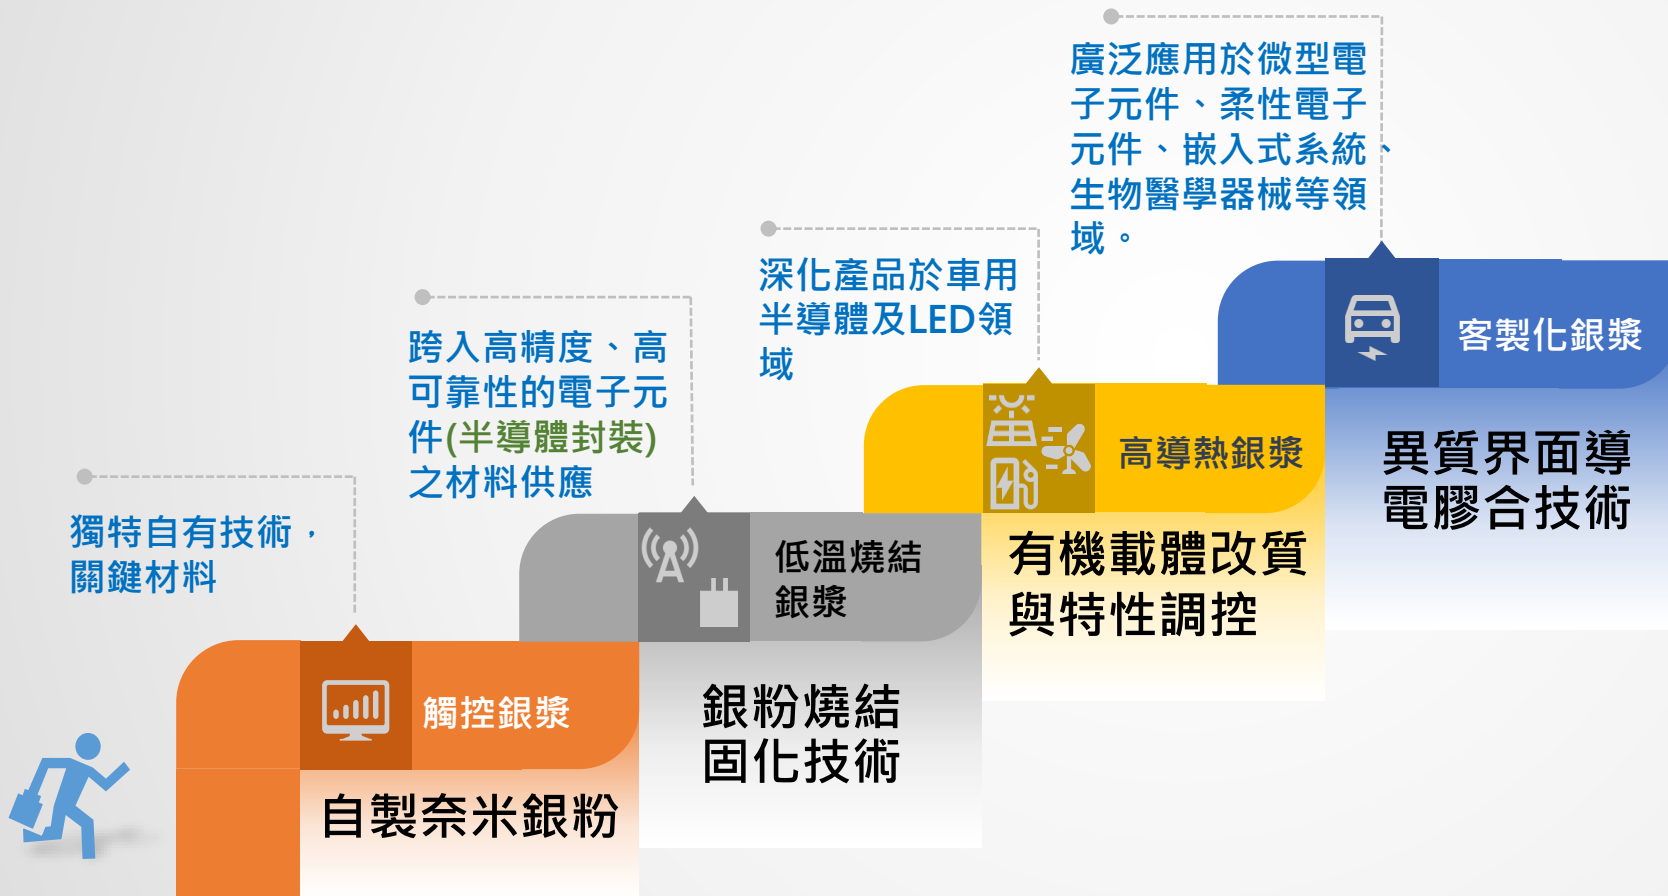 獨特自有技術，
關鍵材料
觸控銀漿
自製奈米銀粉
跨入高精度、高
可靠性的電子元
件(半導體封裝)
之材料供應
低溫燒結
銀漿
銀粉燒結
固化技術
深化產品於車用
半導體及LED領
域
高導熱銀漿
有機載體改質
與特性調控
廣泛應用於微型電
子元件、柔性電子
元件、嵌入式系統、
生物醫學器械等領
域。
客製化銀漿
異質界面導
電膠合技術